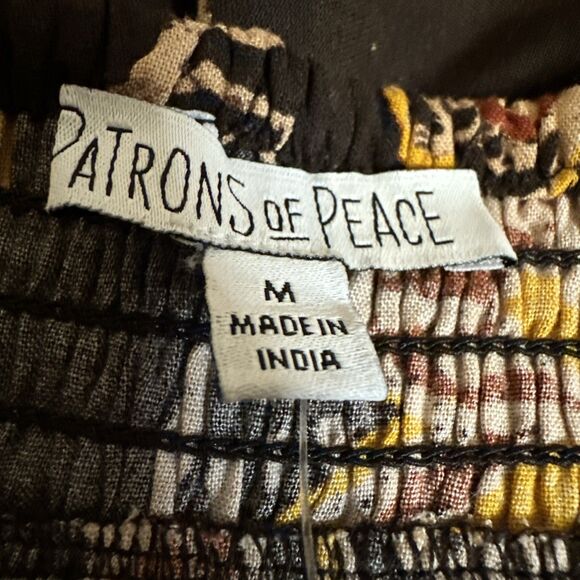 PATRONS OF PEACE
M
MADE IN
INDIA